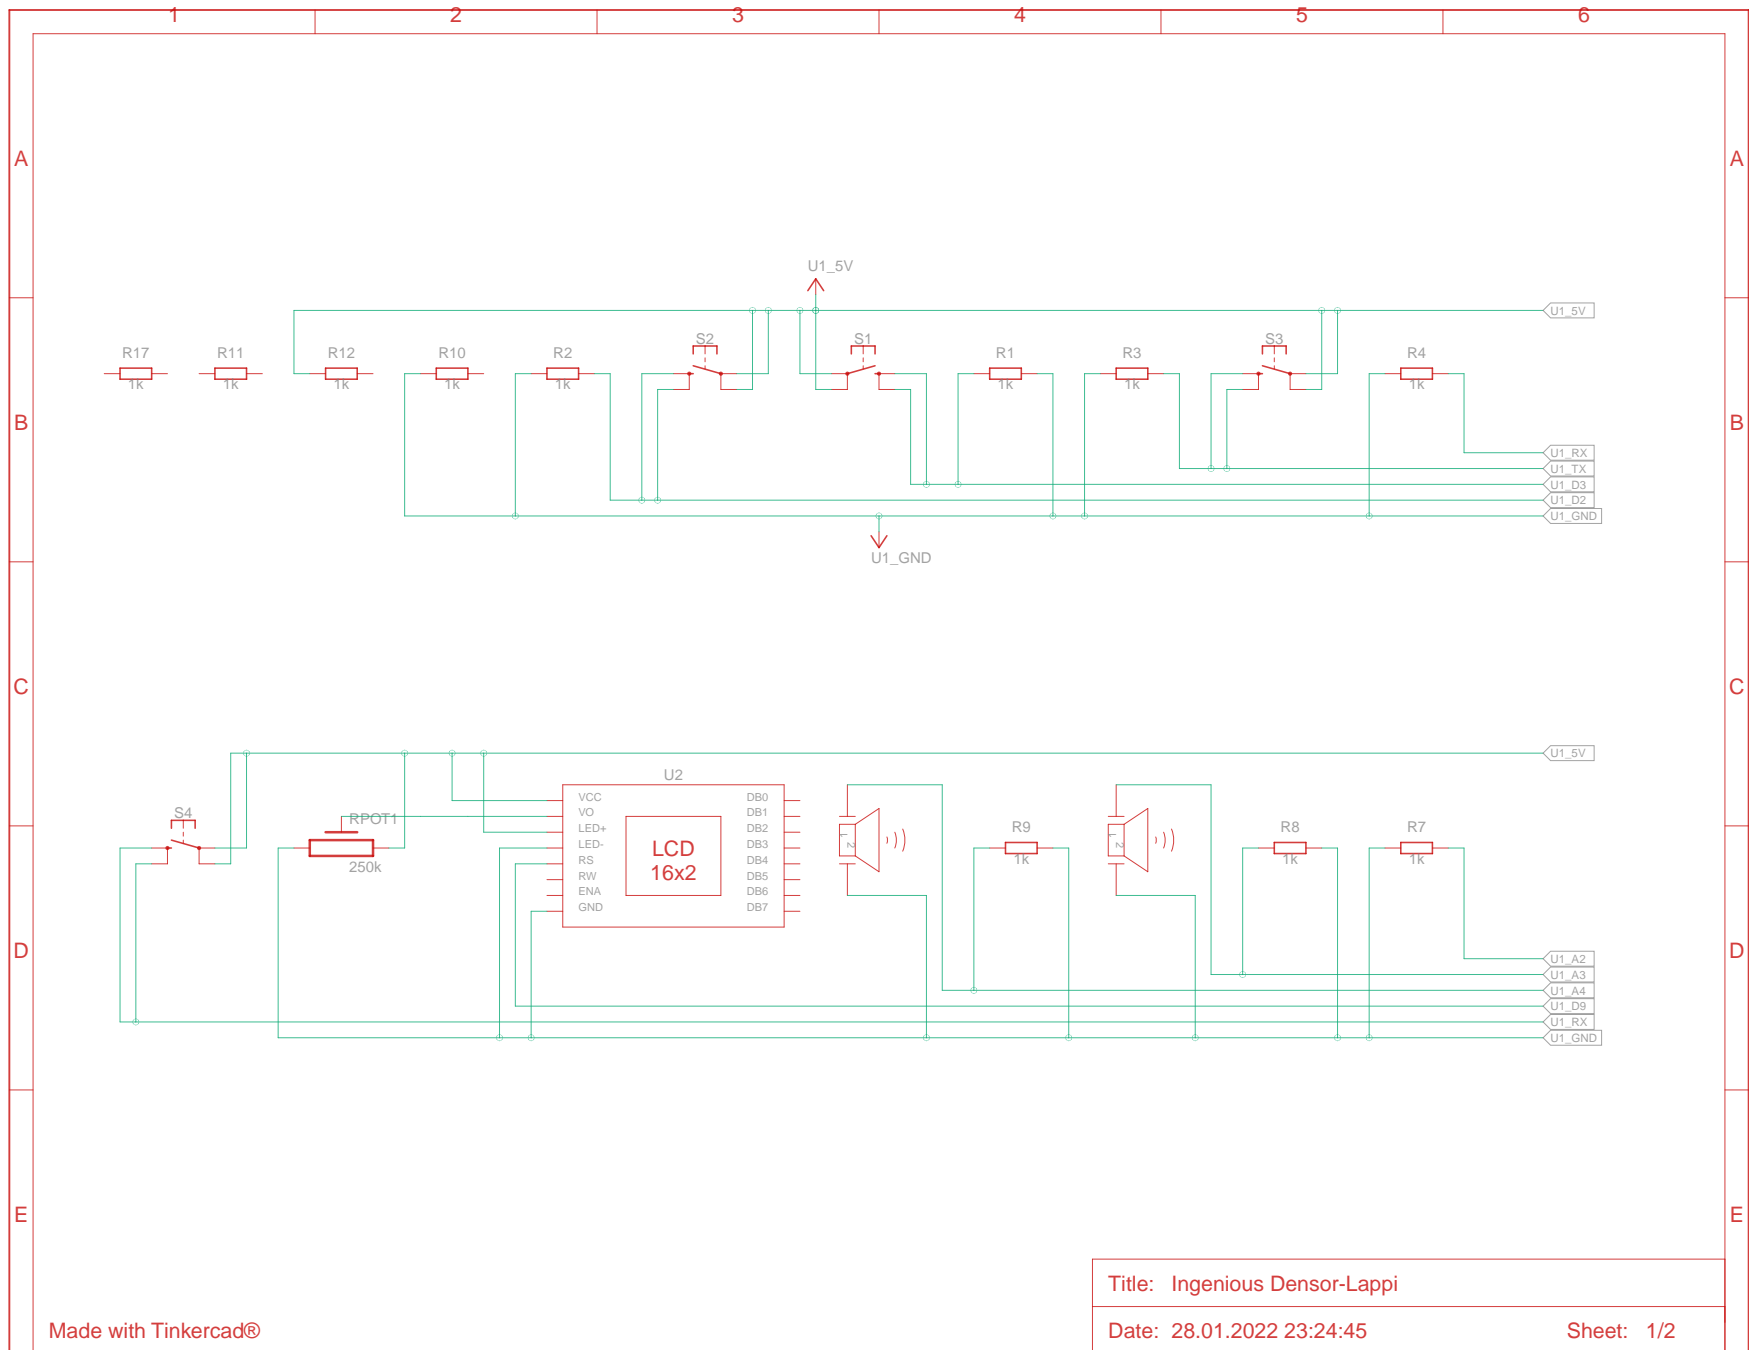 1 2 3 4 5 6
A A
U1_5V
U1_5V
R17 R11 R12 R10 R2 S2 S1 R1 R3 S3 R4
1k 1k 1k 1k 1k 1k 1k 1k
B B
U1_RX
U1_TX
U1_D3
U1_D2
U1_GND
U1_GND
C C
U1_5V
U2
S4 RPOT1
250k
VCC DB0
VO DB1
LED+ DB2
LED- DB3
RS DB4
RW DB5
ENA DB6
GND DB7
LCD
16x2
1 2
R9
1k
1 2
R8 R7
1k 1k
D D
U1_A2
U1_A3
U1_A4
U1_D9
U1_RX
U1_GND
E E
Title: Ingenious Densor-Lappi
Made with Tinkercad®
Date: 28.01.2022 23:24:45 Sheet: 1/2